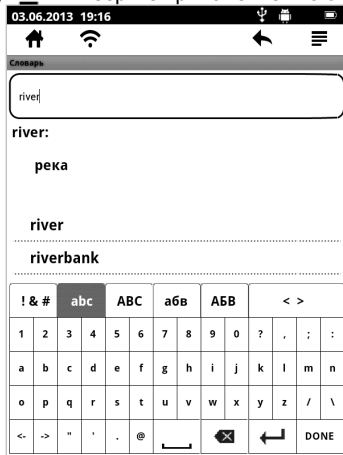 03.06.2013 19:16
Словарь
river
river:
река
river
riverbank
! & # abc ABC абв АБВ < >
1 2 3 4 5 6 7 8 9 0 ? , ; :
a b c d e f g h i j k l m n
o p q r s t u v w x y z / \
<- -> " ' . @ DONE